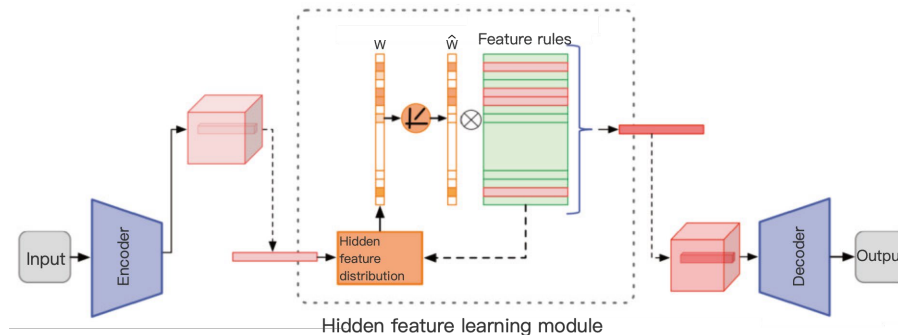 W
Ŵ
Feature rules
Input
Encoder
Hidden
feature
distribution
Decoder
Output
Hidden feature learning module